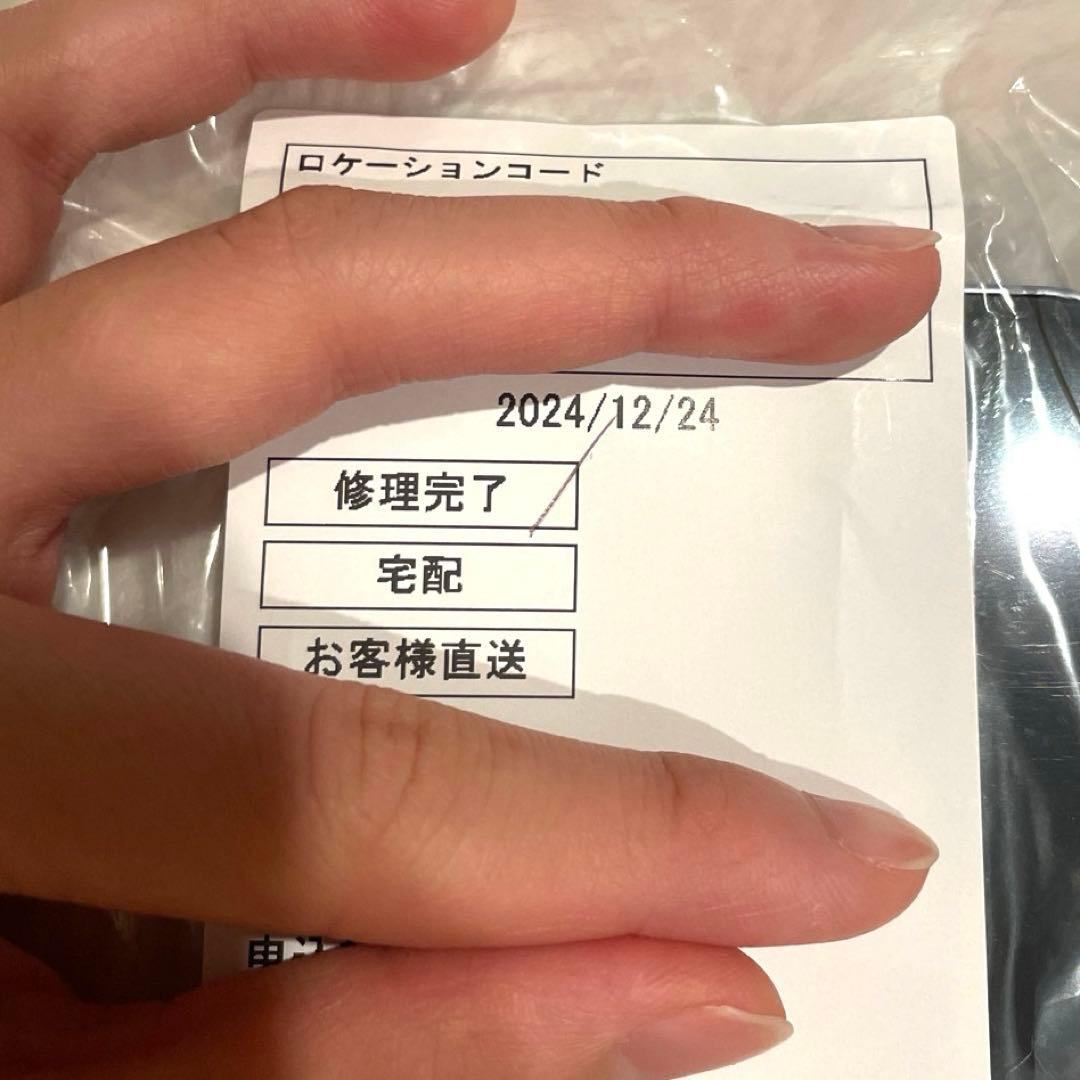 ロケーションコード
2024/12/24
修理完了
宅配
お客様直送